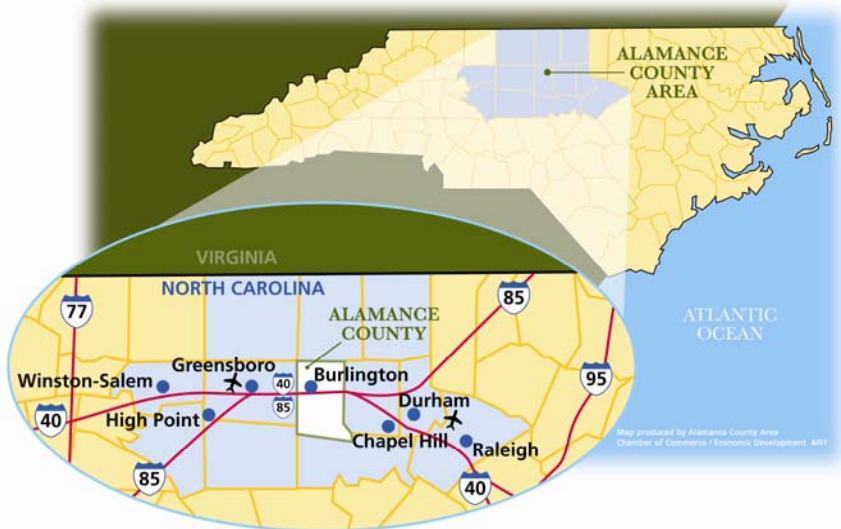 ALAMANCE
COUNTY
AREA
VIRGINIA
NORTH CAROLINA
77
85
ALAMANCE
COUNTY
ATLANTIC
OCEAN
Greensboro
40
Burlington
Winston-Salem
95
85
Durham
40
High Point
Chapel Hill
Raleigh
Map produced by Alamance County Area
Chamber of Commerce / Economic Development 4/07
85
40